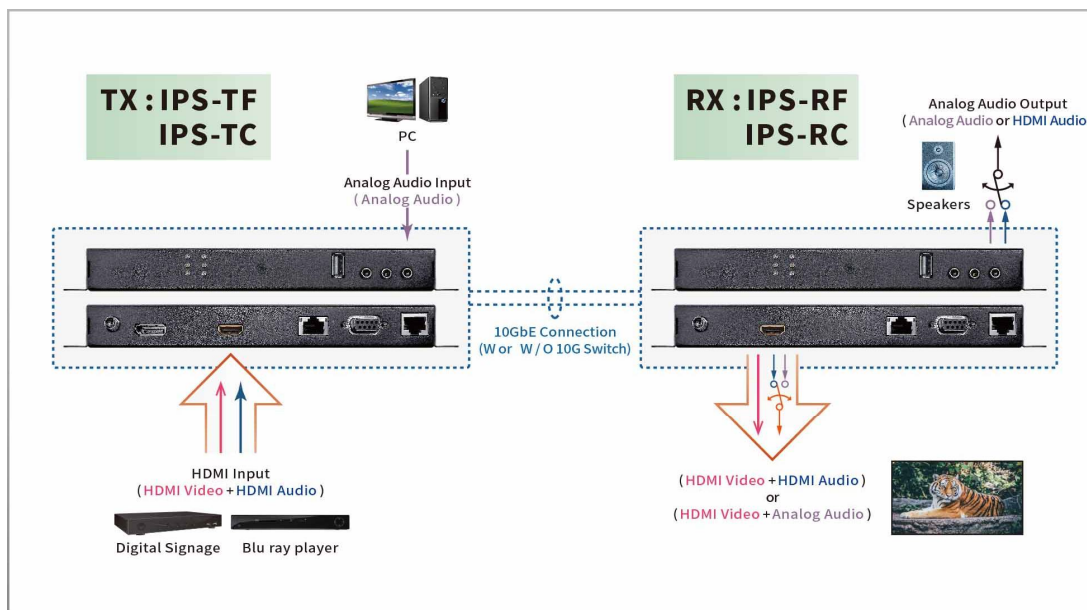 TX : IPS-TF
IPS-TC
PC
Analog Audio Input
( Analog Audio )
RX : IPS-RF
IPS-RC
Analog Audio Output
( Analog Audio or HDMI Audio
Speakers
10GbE Connection
(W or W / O 10G Switch)
HDMI Input
( HDMI Video + HDMI Audio )
Digital Signage
Blu ray player
( HDMI Video + HDMI Audio )
or
( HDMI Video + Analog Audio )